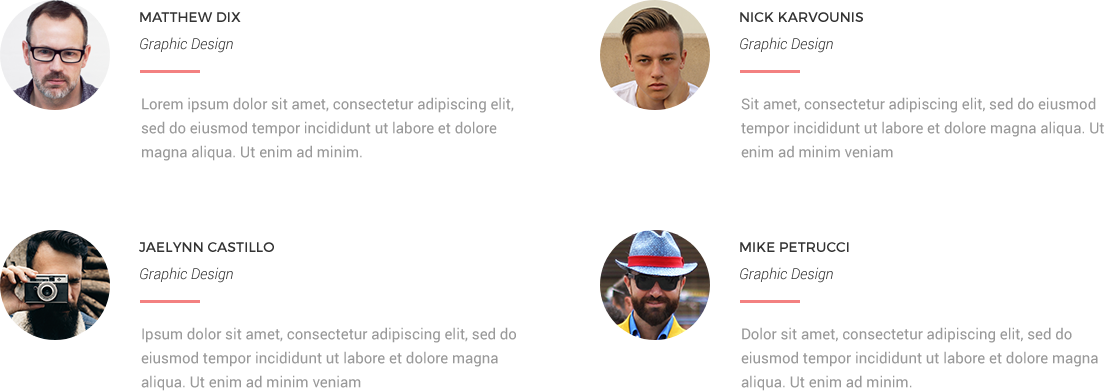 MATTHEW DIX
Graphic Design
Lorem ipsum dolor sit amet, consectetur adipiscing elit,
sed do eiusmod tempor incididunt ut labore et dolore
magna aliqua. Ut enim ad minim.
NICK KARVOUNIS
Graphic Design
Sit amet, consectetur adipiscing elit, sed do eiusmod
tempor incididunt ut labore et dolore magna aliqua. Ut
enim ad minim veniam
JAELYNN CASTILLO
Graphic Design
Ipsum dolor sit amet, consectetur adipiscing elit, sed do
eiusmod tempor incididunt ut labore et dolore magna
aliqua. Ut enim ad minim veniam
MIKE PETRUCCI
Graphic Design
Dolor sit amet, consectetur adipiscing elit, sed do
eiusmod tempor incididunt ut labore et dolore magna
aliqua. Ut enim ad minim.